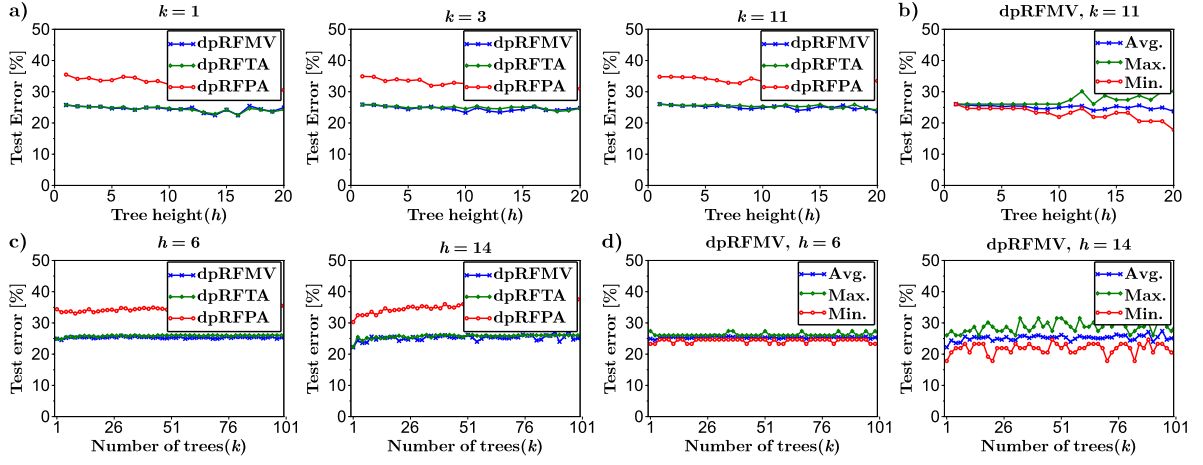 a)
k = 1
Test Error [%]
50
40
30
20
10
0
dpRFMV
dpRFTA
dpRFPA
0 5 10 15 20
Tree height(h)
k = 3
Test Error [%]
50
40
30
20
10
0
dpRFMV
dpRFTA
dpRFPA
0 5 10 15 20
Tree height(h)
k = 11
Test Error [%]
50
40
30
20
10
0
dpRFMV
dpRFTA
dpRFPA
0 5 10 15 20
Tree height(h)
b)
dpRFMV, k = 11
Test Error [%]
50
40
30
20
10
0
Avg.
Max.
Min.
0 5 10 15 20
Tree height(h)
c)
h = 6
Test error [%]
50
40
30
20
10
0
dpRFMV
dpRFTA
dpRFPA
1 26 51 76 101
Number of trees(k)
h = 14
Test error [%]
50
40
30
20
10
0
dpRFMV
dpRFTA
dpRFPA
1 26 51 76 101
Number of trees(k)
d)
dpRFMV, h = 6
Test error [%]
50
40
30
20
10
0
Avg.
Max.
Min.
1 26 51 76 101
Number of trees(k)
dpRFMV, h = 14
Test error [%]
50
40
30
20
10
0
Avg.
Max.
Min.
1 26 51 76 101
Number of trees(k)